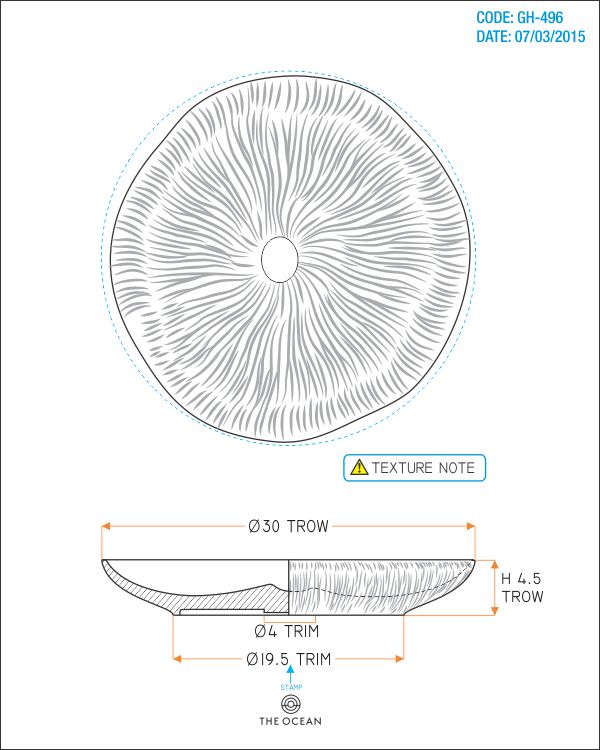 CODE: GH-496
DATE: 07/03/2015
TEXTURE NOTE
Ø30 TROW
H 4.5
TROW
Ø4 TRIM
Ø19.5 TRIM
STAMP
THE OCEAN